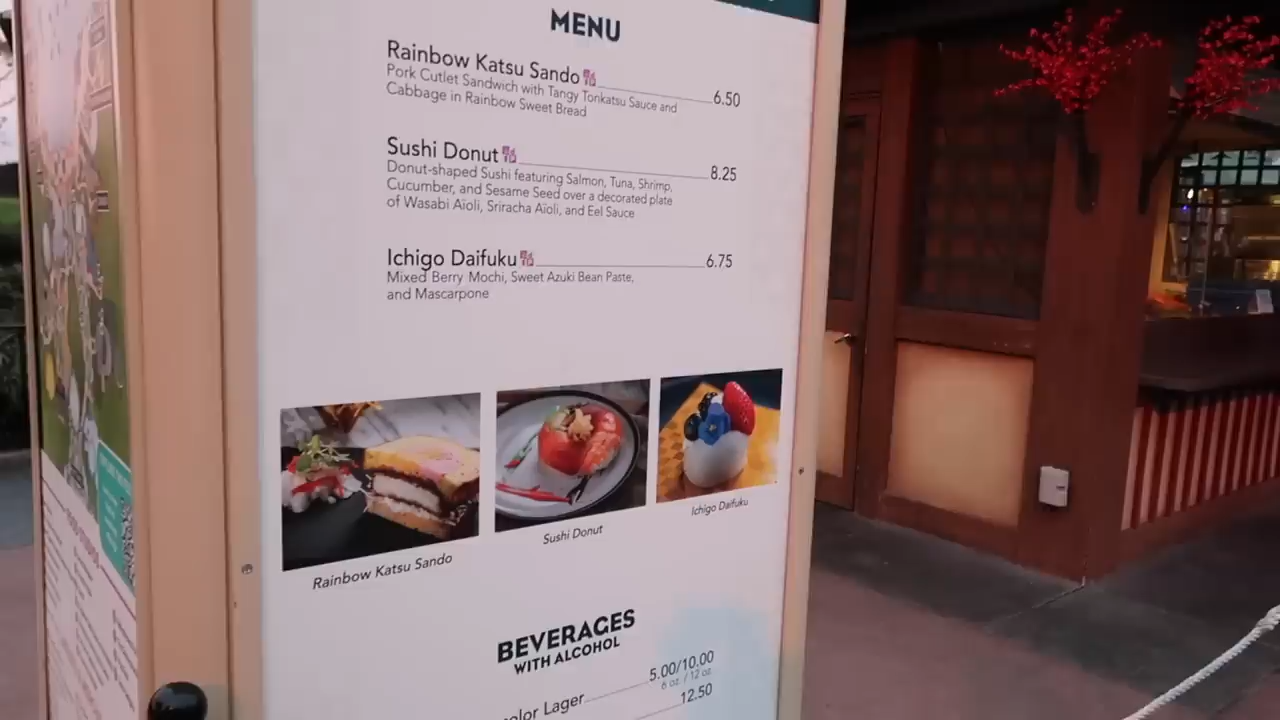 MENU
Rainbow Katsu Sando 6.50
Pork Cutlet Sandwich with Tangy Tonkatsu Sauce and
Cabbage in Rainbow Sweet Bread
Sushi Donut 8.25
Donut-shaped Sushi featuring Salmon, Tuna, Shrimp,
Cucumber, and Sesame Seed over a decorated plate
of Wasabi Aïoli, Sriracha Aïoli, and Eel Sauce
Ichigo Daifuku 6.75
Mixed Berry Mochi, Sweet Azuki Bean Paste,
and Mascarpone
Rainbow Katsu Sando
Sushi Donut
Ichigo Daifuku
BEVERAGES
WITH ALCOHOL
5.00/10.00
6 oz. / 12 oz
Lager
12.50